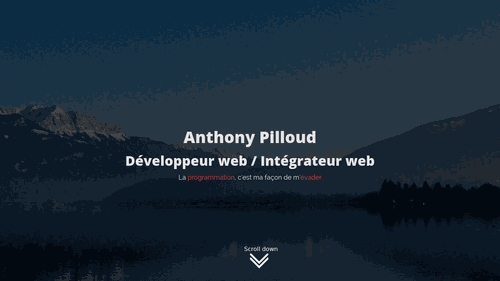 Anthony Pilloud
Développeur web / Intégrateur web
La programmation, c'est ma façon de m'évader
Scroll down